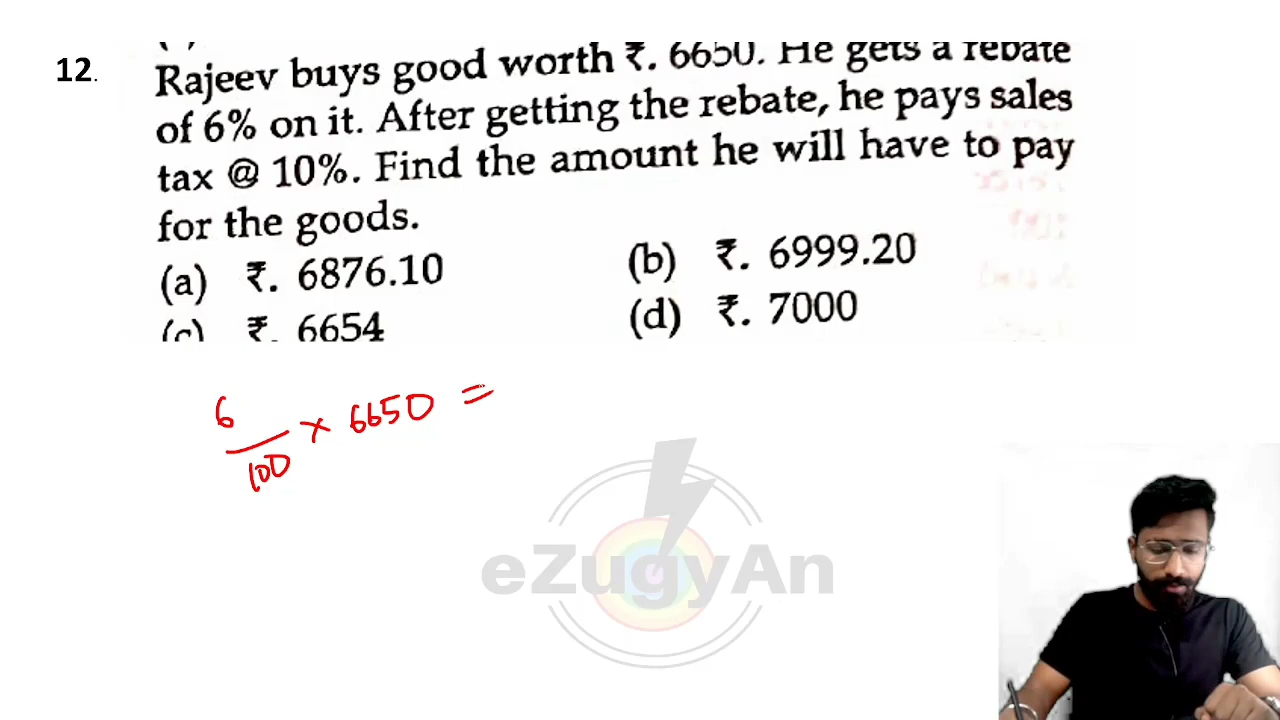 12.
Rajeev buys good worth ₹. 6650. He gets a rebate
of 6% on it. After getting the rebate, he pays sales
tax @ 10%. Find the amount he will have to pay
for the goods.
(a) ₹. 6876.10 (b) ₹. 6999.20
(c) ₹. 6654 (d) ₹. 7000
6
/100 × 6650 =
eZugyAn